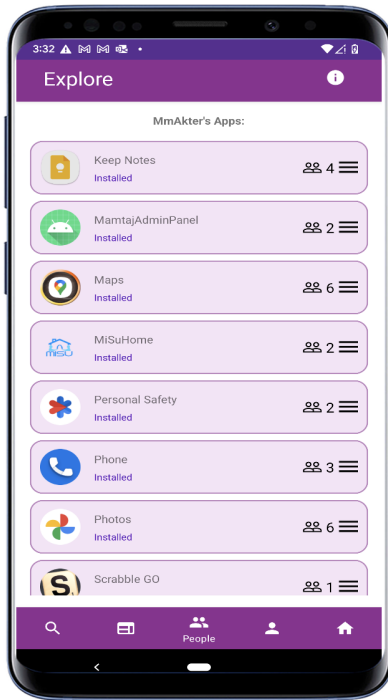 3:32
Explore
MmAkter's Apps:
Keep Notes
Installed
4
MamtajAdminPanel
Installed
2
Maps
Installed
6
MiSuHome
Installed
2
MiSU
Personal Safety
Installed
2
Phone
Installed
3
Photos
Installed
6
Scrabble GO
1
S
People